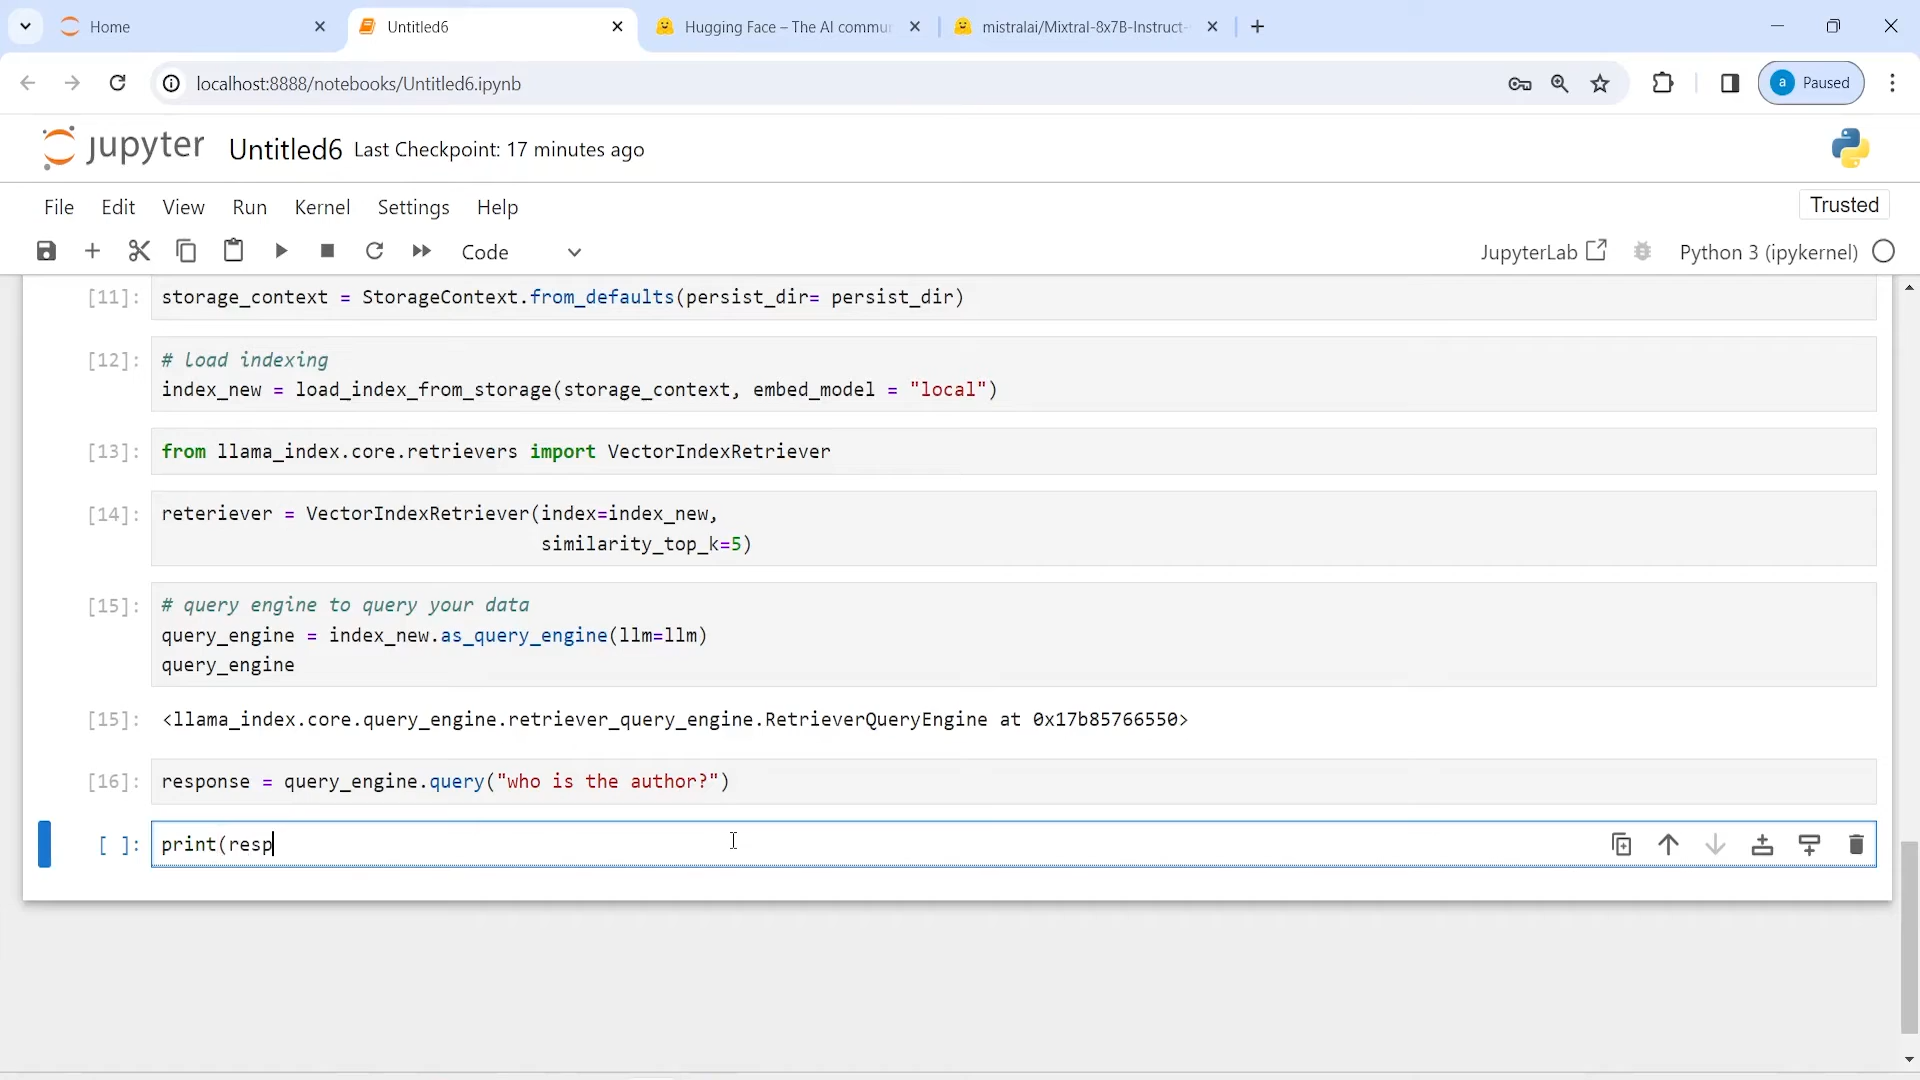 Home
Untitled6
Hugging Face – The AI commu
mistralai/Mixtral-8x7B-Instruct-
localhost:8888/notebooks/Untitled6.ipynb
a Paused
jupyter Untitled6 Last Checkpoint: 17 minutes ago
File Edit View Run Kernel Settings Help
Trusted
Code
JupyterLab
Python 3 (ipykernel)
[11]: storage_context = StorageContext.from_defaults(persist_dir= persist_dir)
[12]: # load indexing
index_new = load_index_from_storage(storage_context, embed_model = "local")
[13]: from llama_index.core.retrievers import VectorIndexRetriever
[14]: reteriever = VectorIndexRetriever(index=index_new,
similarity_top_k=5)
[15]: # query engine to query your data
query_engine = index_new.as_query_engine(llm=llm)
query_engine
[15]: <llama_index.core.query_engine.retriever_query_engine.RetrieverQueryEngine at 0x17b85766550>
[16]: response = query_engine.query("who is the author?")
[ ]: print(resp